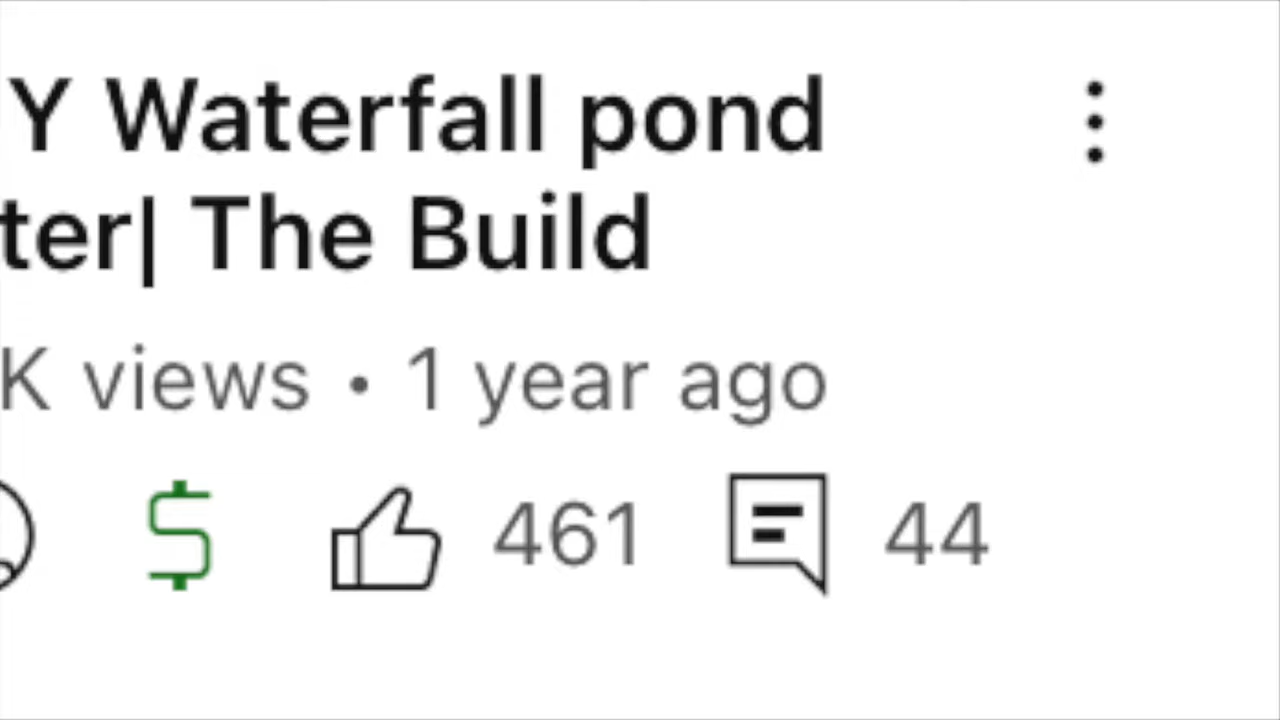 Y Waterfall pond
ter| The Build
K views • 1 year ago
$ 461 44